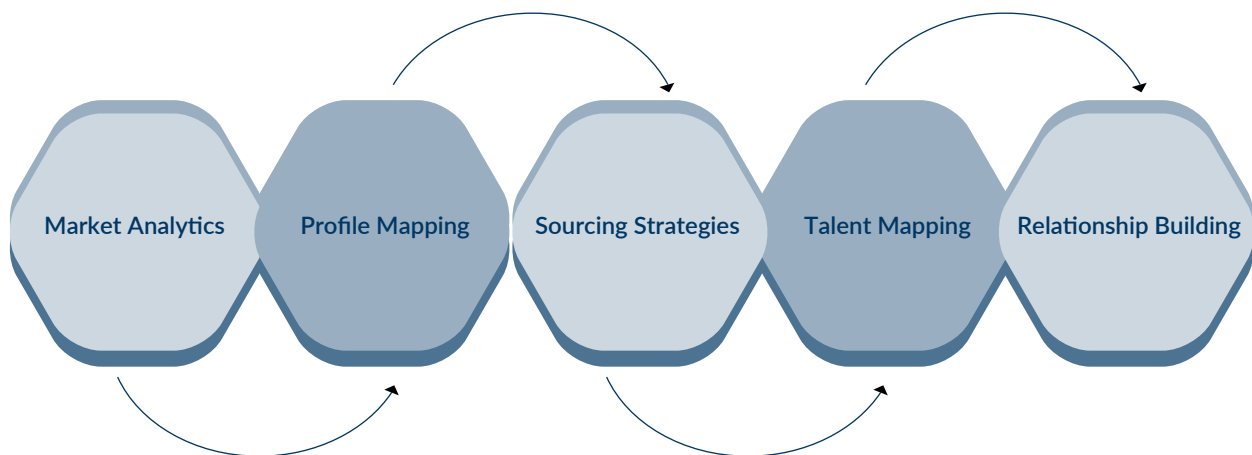 Market Analytics
Profile Mapping
Sourcing Strategies
Talent Mapping
Relationship Building